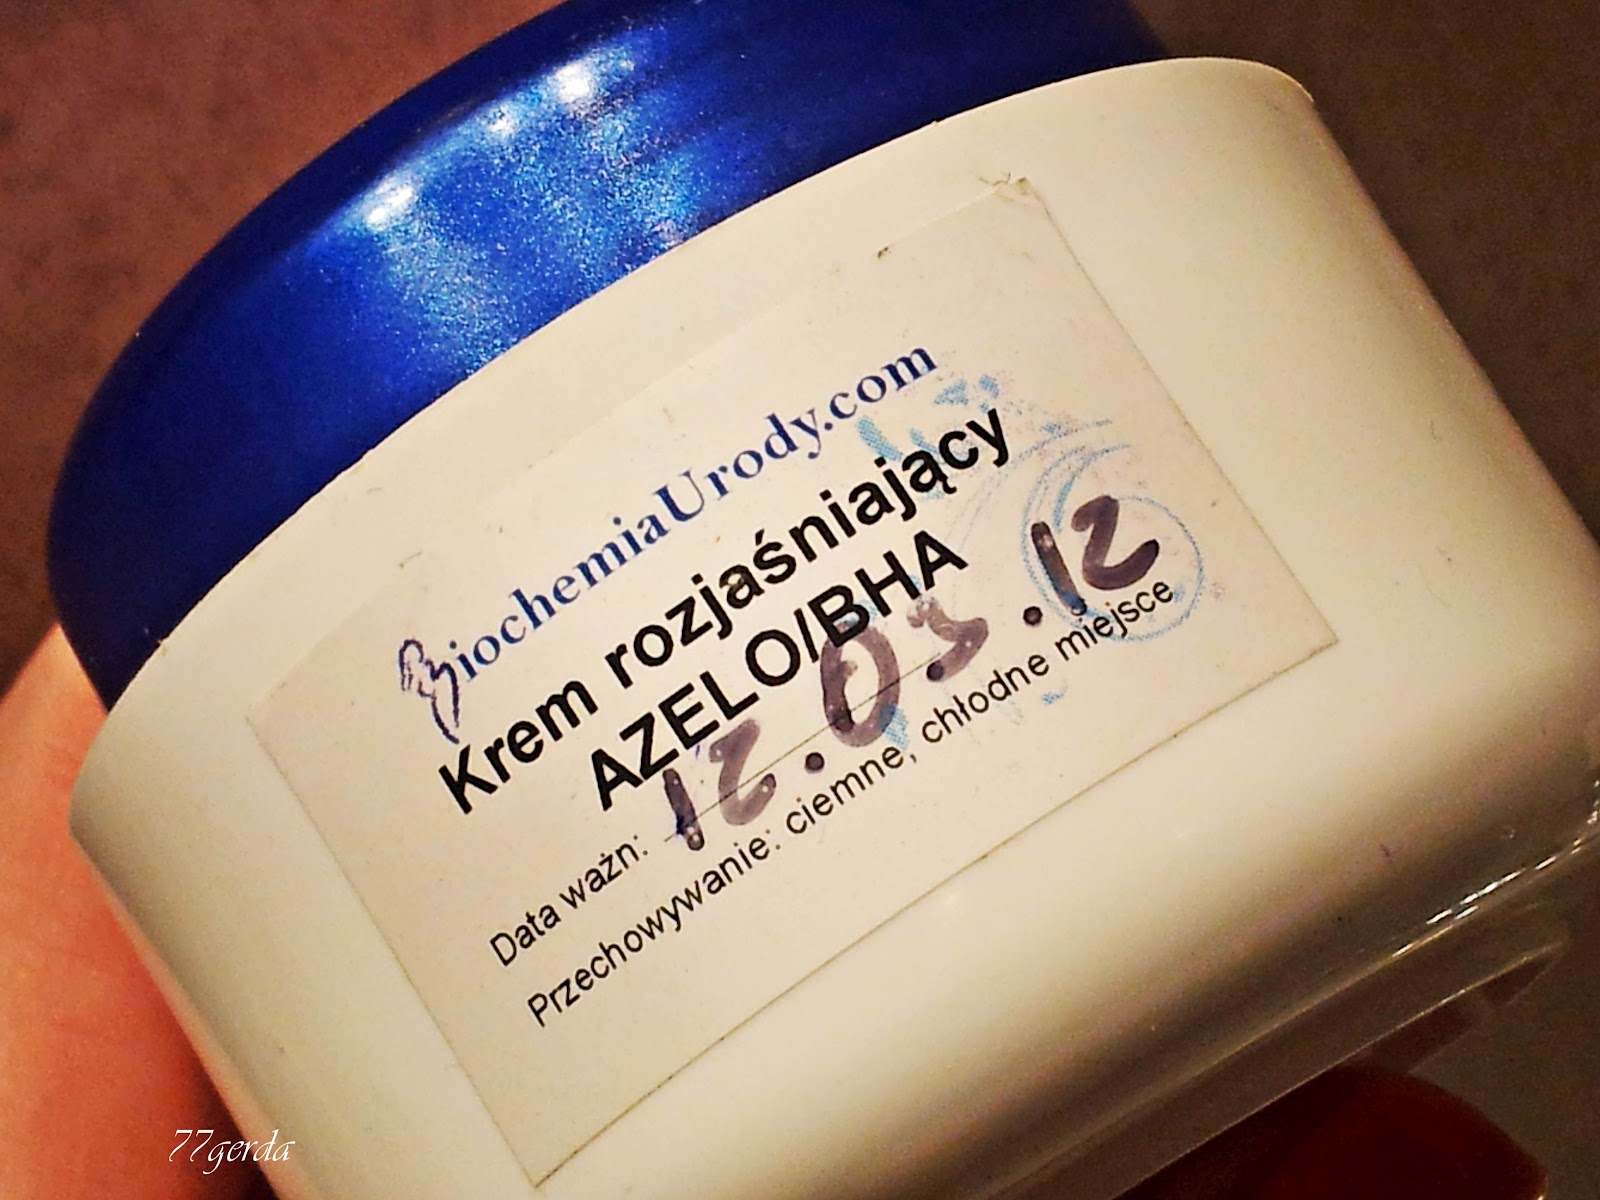 BiochemiaUrody.com
Krem rozjaśniający
AZELO/BHA
Data ważn: 12.03.12
Przechowywanie: ciemne, chłodne miejsce
77gerda